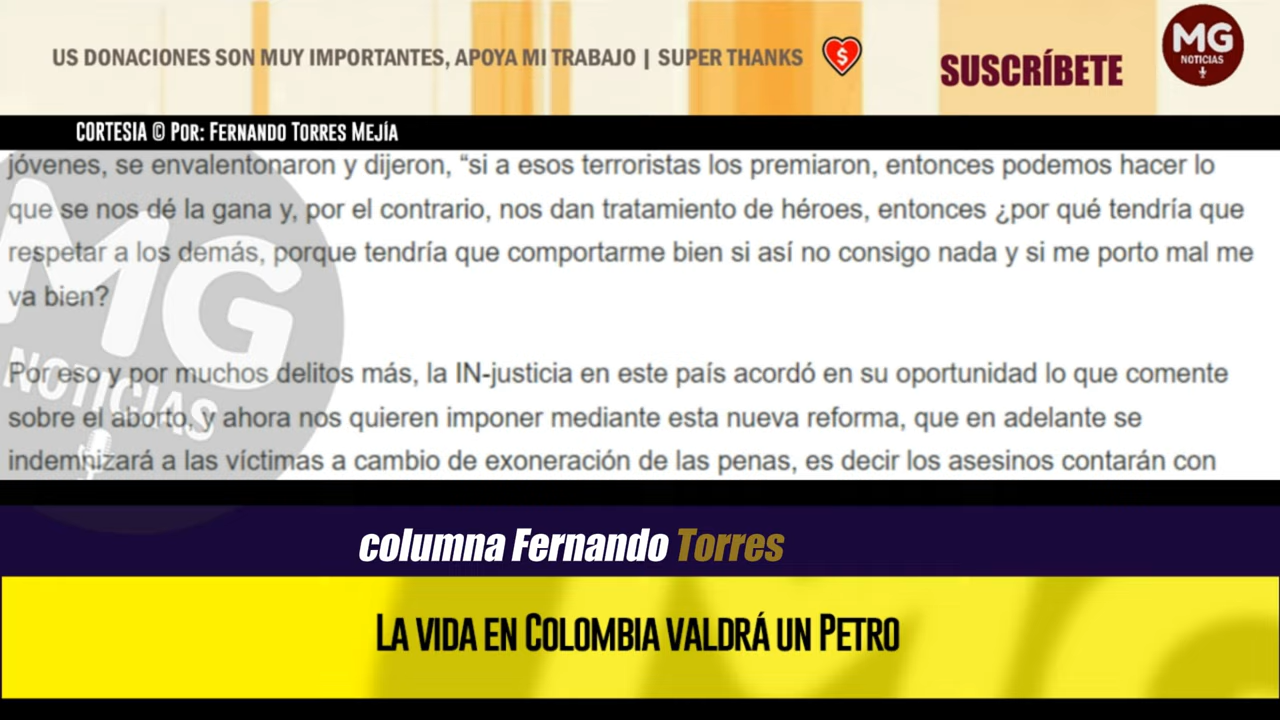 US DONACIONES SON MUY IMPORTANTES, APOYA MI TRABAJO | SUPER THANKS
$
SUSCRÍBETE
MG
NOTICIAS
CORTESIA © POR: FERNANDO TORRES MEJÍA
jóvenes, se envalentonaron y dijeron, “si a esos terroristas los premiaron, entonces podemos hacer lo
que se nos dé la gana y, por el contrario, nos dan tratamiento de héroes, entonces ¿por qué tendría que
respetar a los demás, porque tendría que comportarme bien si así no consigo nada y si me porto mal me
va bien?
Por eso y por muchos delitos más, la IN-justicia en este país acordó en su oportunidad lo que comente
sobre el aborto, y ahora nos quieren imponer mediante esta nueva reforma, que en adelante se
indemnizará a las víctimas a cambio de exoneración de las penas, es decir los asesinos contarán con
MG
NOTICIAS
columna Fernando Torres
LA VIDA EN COLOMBIA VALDRÁ UN PETRO